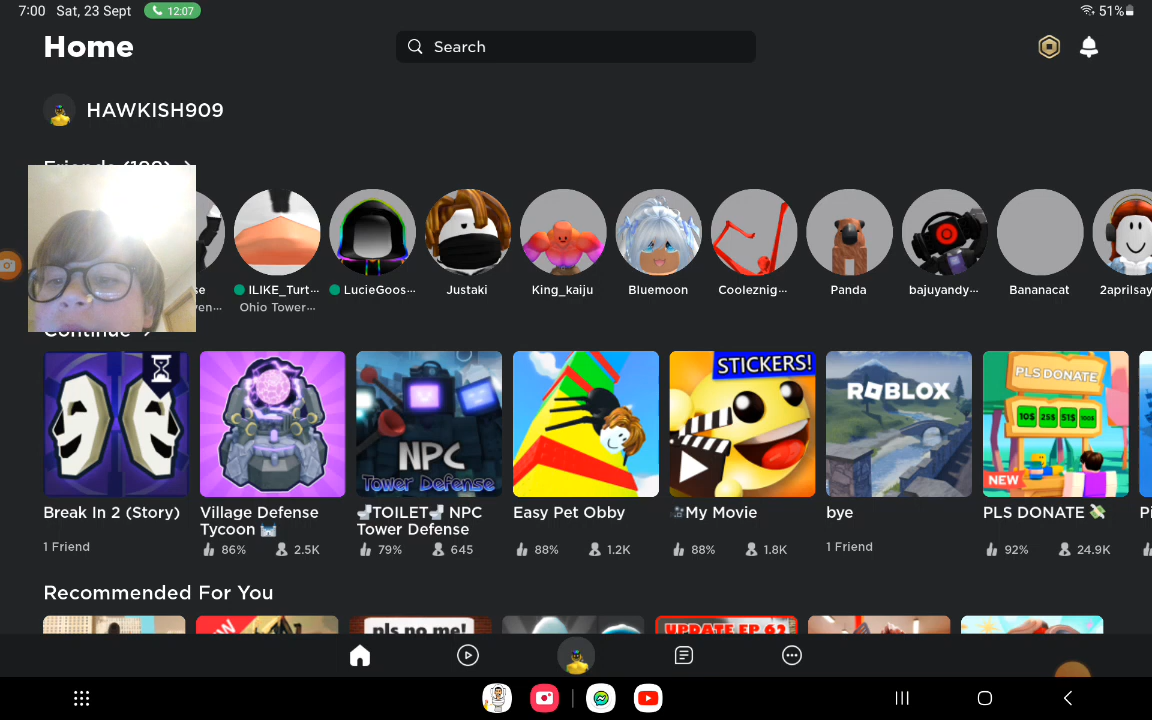 7:00 Sat, 23 Sept 12:07 51%
Home
Search
HAWKISH909
Friends (199)
ILIKE_Turt... LucieGoos... Justaki King_kaiju Bluemoon Cooleznig... Panda bajuyandy... Bananacat 2aprilsay
Ohio Tower...
Continue
STICKERS!
NPC
Tower Defense
ROBLOX
PLS DONATE
10$ 25$ 51$ 100$
NEW
Break In 2 (Story)
1 Friend
Village Defense
Tycoon
86% 2.5K
🚽TOILET🚽 NPC
Tower Defense
79% 645
Easy Pet Obby
88% 1.2K
🎥My Movie
88% 1.8K
bye
1 Friend
PLS DONATE 💸
92% 24.9K
Recommended For You
pls no me!
UPDATE EP 62